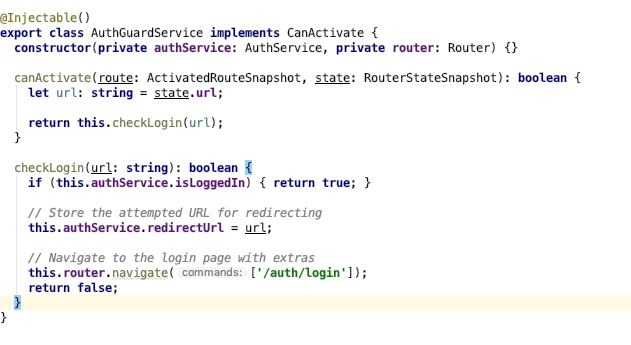 @Injectable()
export class AuthGuardService implements CanActivate {
  constructor(private authService: AuthService, private router: Router) {}

  canActivate(route: ActivatedRouteSnapshot, state: RouterStateSnapshot): boolean {
    let url: string = state.url;

    return this.checkLogin(url);
  }

  checkLogin(url: string): boolean {
    if (this.authService.isLoggedIn) { return true; }

    // Store the attempted URL for redirecting
    this.authService.redirectUrl = url;

    // Navigate to the login page with extras
    this.router.navigate( commands: ['/auth/login']);
    return false;
  }
}